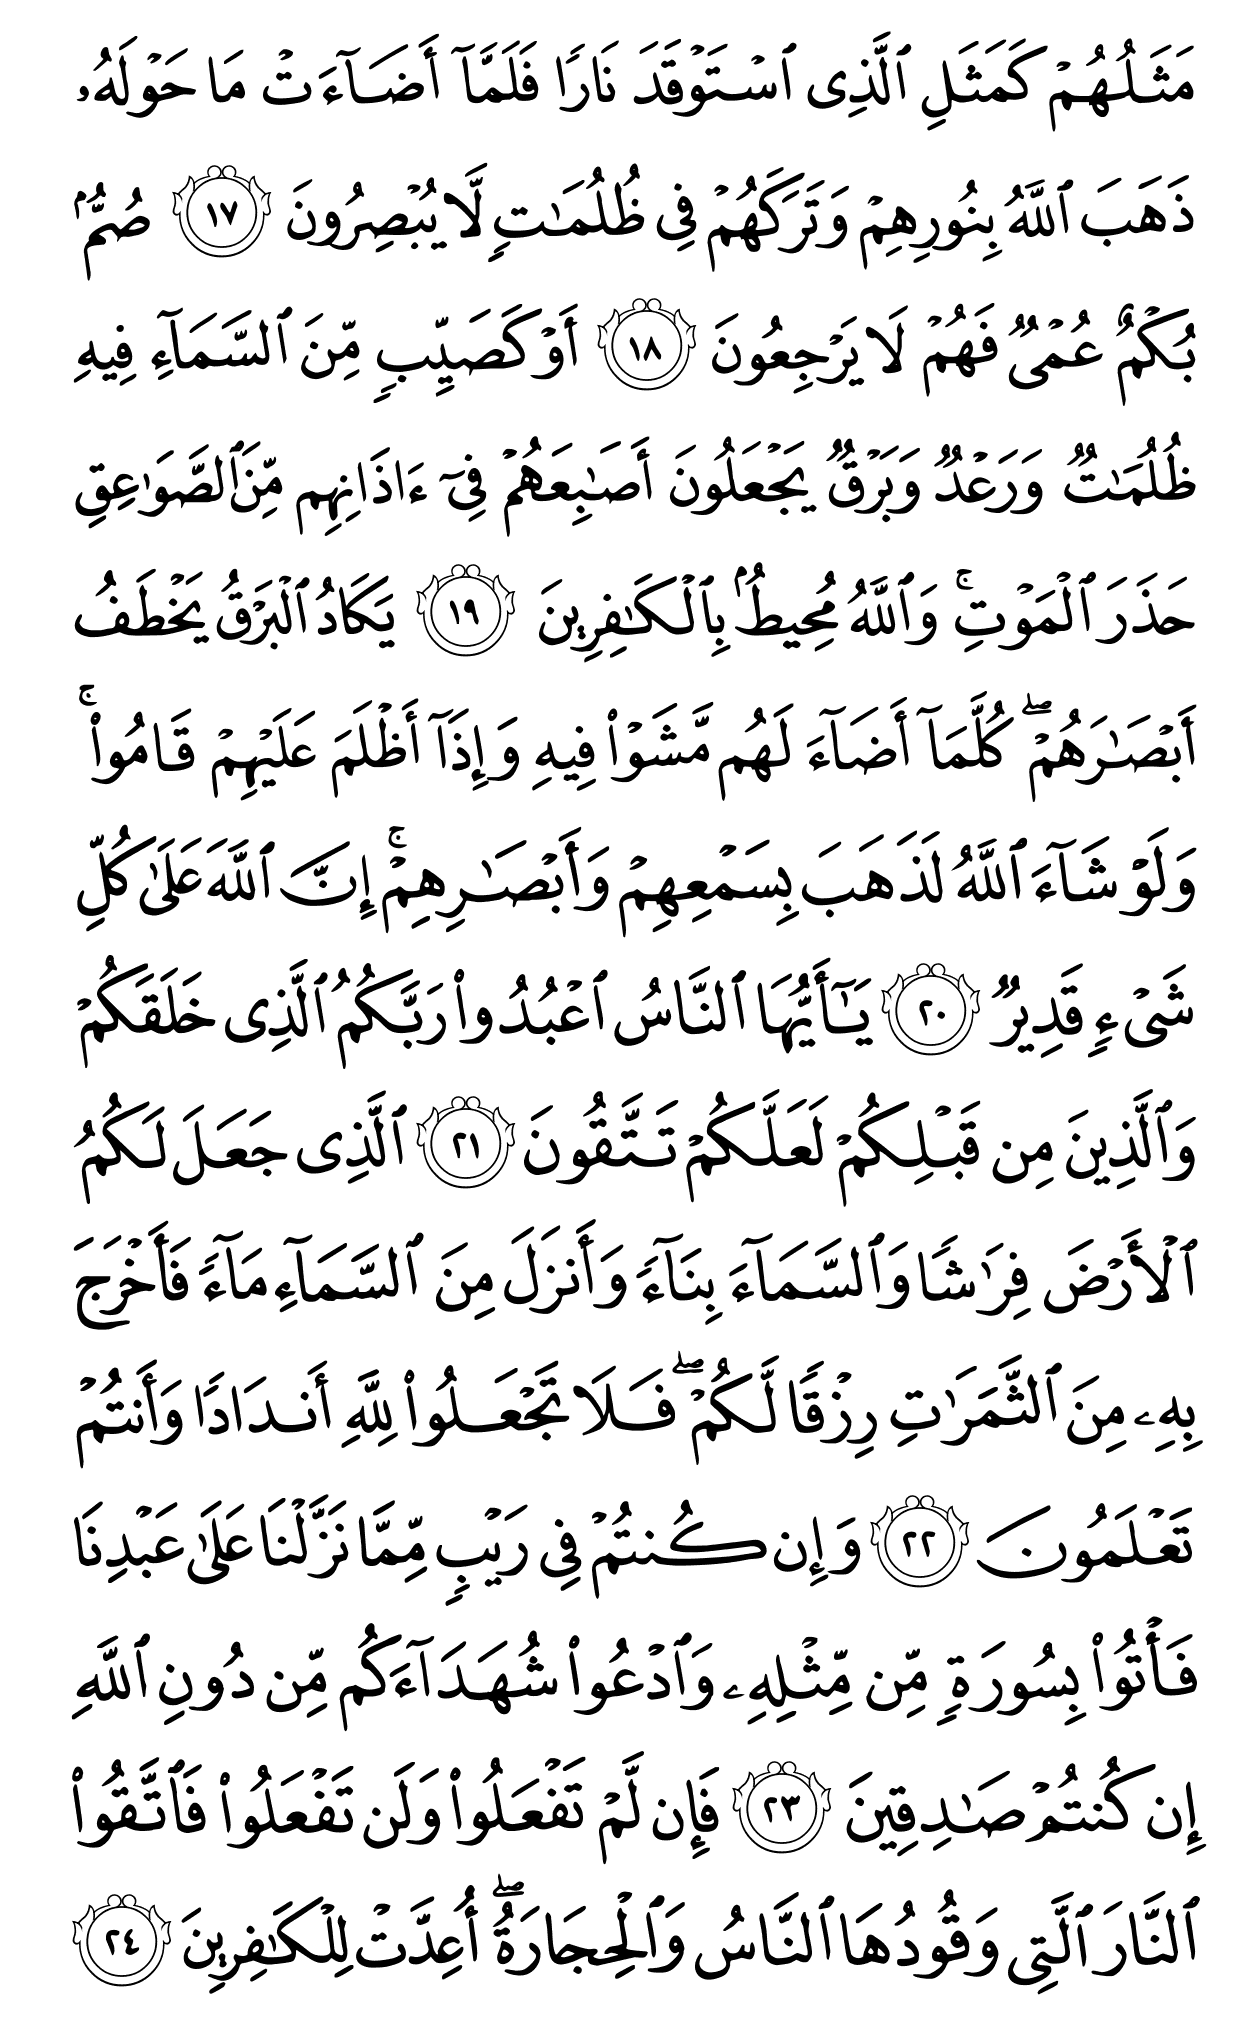 مَثَلُهُمْ كَمَثَلِ ٱلَّذِى ٱسْتَوْقَدَ نَارًا فَلَمَّآ أَضَآءَتْ مَا حَوْلَهُۥ
ذَهَبَ ٱللَّهُ بِنُورِهِمْ وَتَرَكَهُمْ فِى ظُلُمَـٰتٍ لَّا يُبْصِرُونَ ١٧ صُمٌّۢ
بُكْمٌ عُمْىٌ فَهُمْ لَا يَرْجِعُونَ ١٨ أَوْ كَصَيِّبٍ مِّنَ ٱلسَّمَآءِ فِيهِ
ظُلُمَـٰتٌ وَرَعْدٌ وَبَرْقٌ يَجْعَلُونَ أَصَـٰبِعَهُمْ فِىٓ ءَاذَانِهِم مِّنَ ٱلصَّوَٰعِقِ
حَذَرَ ٱلْمَوْتِ ۚ وَٱللَّهُ مُحِيطٌۢ بِٱلْكَـٰفِرِينَ ١٩ يَكَادُ ٱلْبَرْقُ يَخْطَفُ
أَبْصَـٰرَهُمْ ۖ كُلَّمَآ أَضَآءَ لَهُم مَّشَوْا۟ فِيهِ وَإِذَآ أَظْلَمَ عَلَيْهِمْ قَامُوا۟ ۚ
وَلَوْ شَآءَ ٱللَّهُ لَذَهَبَ بِسَمْعِهِمْ وَأَبْصَـٰرِهِمْ ۚ إِنَّ ٱللَّهَ عَلَىٰ كُلِّ
شَىْءٍ قَدِيرٌ ٢٠ يَـٰٓأَيُّهَا ٱلنَّاسُ ٱعْبُدُوا۟ رَبَّكُمُ ٱلَّذِى خَلَقَكُمْ
وَٱلَّذِينَ مِن قَبْلِكُمْ لَعَلَّكُمْ تَتَّقُونَ ٢١ ٱلَّذِى جَعَلَ لَكُمُ
ٱلْأَرْضَ فِرَٰشًا وَٱلسَّمَآءَ بِنَآءً وَأَنزَلَ مِنَ ٱلسَّمَآءِ مَآءً فَأَخْرَجَ
بِهِۦ مِنَ ٱلثَّمَرَٰتِ رِزْقًا لَّكُمْ ۖ فَلَا تَجْعَلُوا۟ لِلَّهِ أَندَادًا وَأَنتُمْ
تَعْلَمُونَ ٢٢ وَإِن كُنتُمْ فِى رَيْبٍ مِّمَّا نَزَّلْنَا عَلَىٰ عَبْدِنَا
فَأْتُوا۟ بِسُورَةٍ مِّن مِّثْلِهِۦ وَٱدْعُوا۟ شُهَدَآءَكُم مِّن دُونِ ٱللَّهِ
إِن كُنتُمْ صَـٰدِقِينَ ٢٣ فَإِن لَّمْ تَفْعَلُوا۟ وَلَن تَفْعَلُوا۟ فَٱتَّقُوا۟
ٱلنَّارَ ٱلَّتِى وَقُودُهَا ٱلنَّاسُ وَٱلْحِجَارَةُ ۖ أُعِدَّتْ لِلْكَـٰفِرِينَ ٢٤